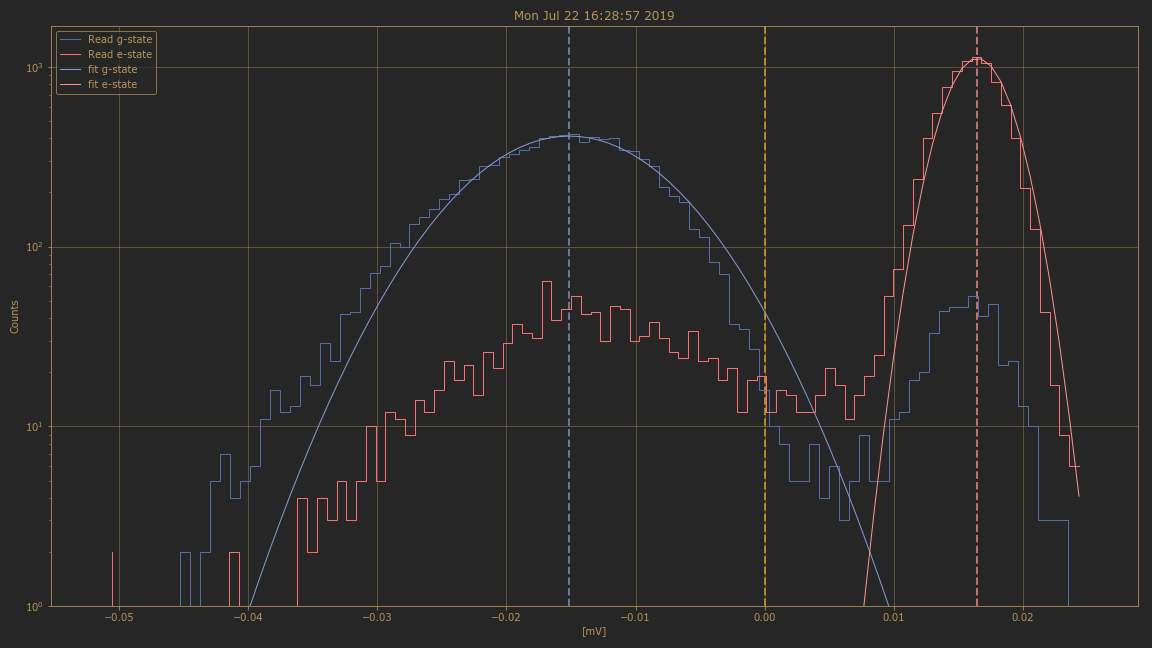 Mon Jul 22 16:28:57 2019
Read g-state
Read e-state
fit g-state
fit e-state
10³
10²
10¹
10⁰
Counts
−0.05 −0.04 −0.03 −0.02 −0.01 0.00 0.01 0.02
[mV]